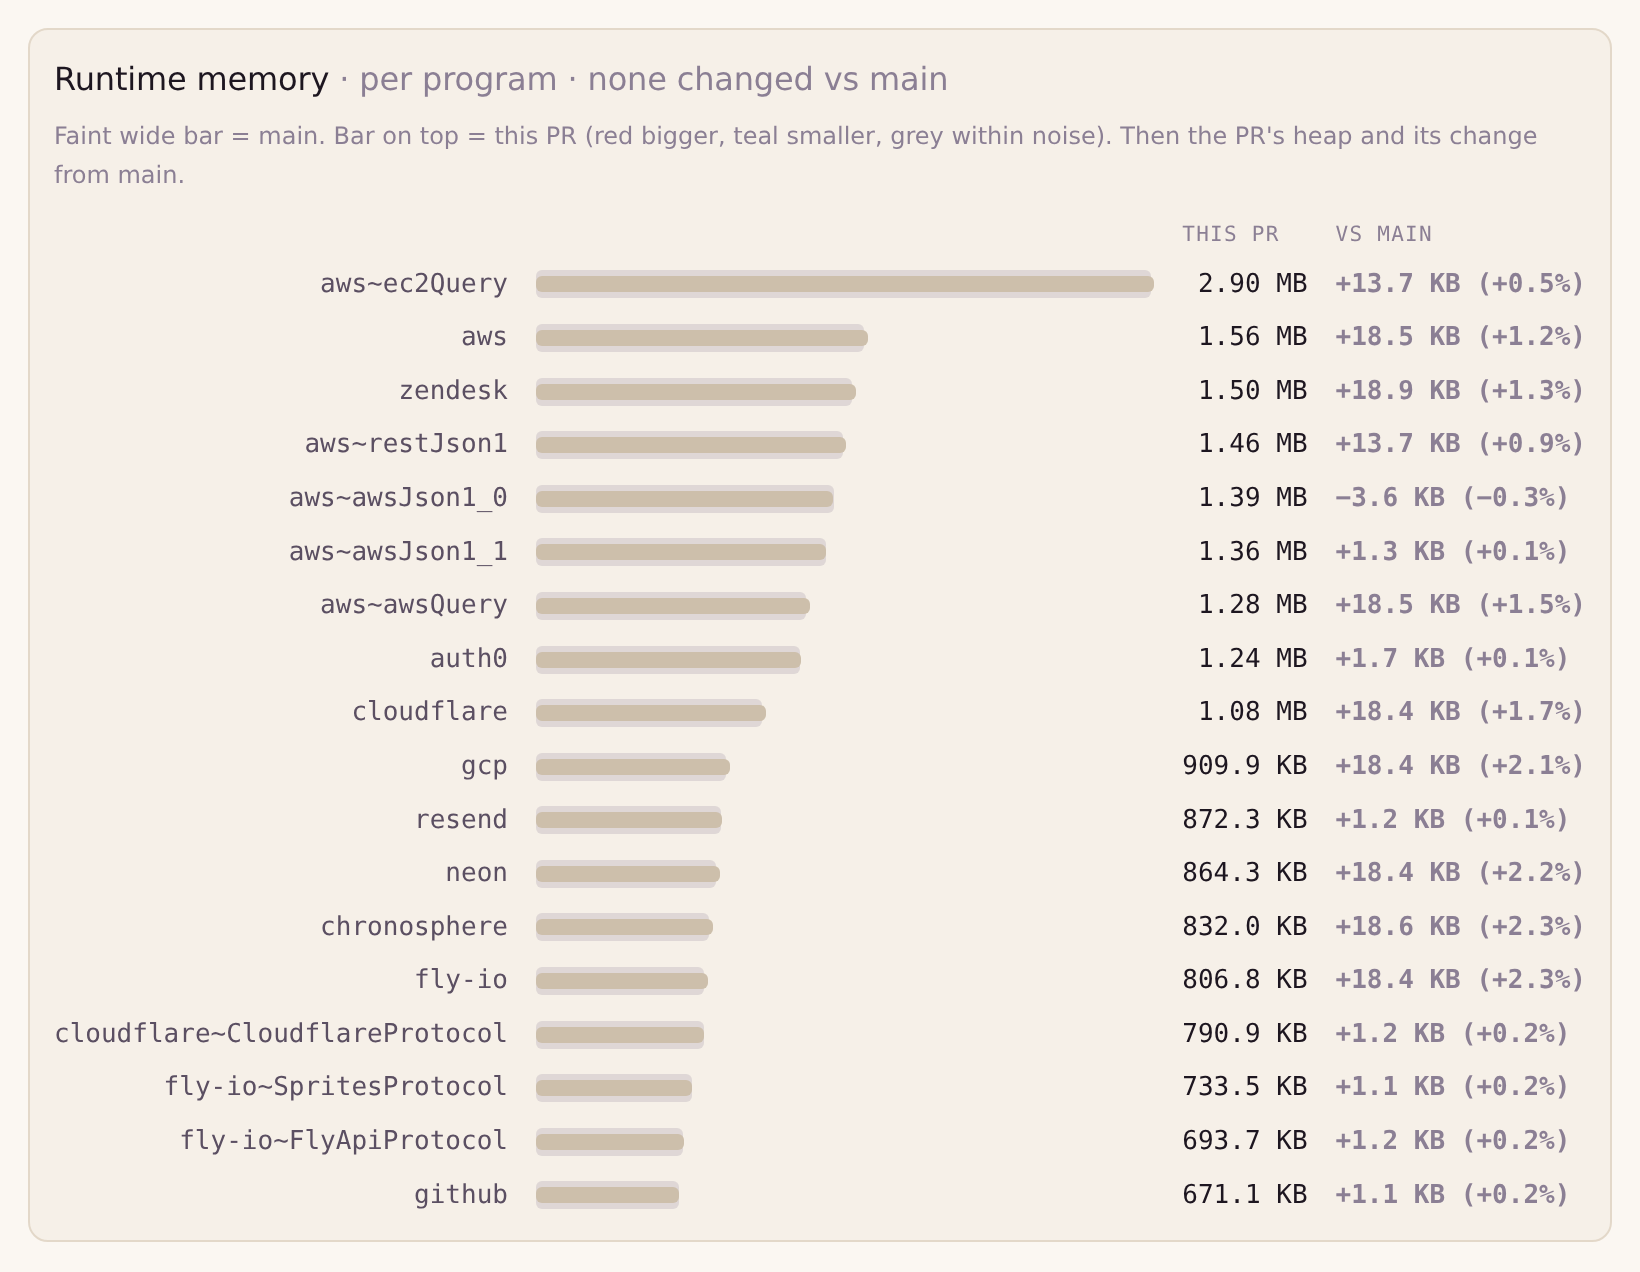 Runtime memory · per program · none changed vs main
Faint wide bar = main. Bar on top = this PR (red bigger, teal smaller, grey within noise). Then the PR's heap and its change
from main.
THIS PR VS MAIN
aws~ec2Query 2.90 MB +13.7 KB (+0.5%)
aws 1.56 MB +18.5 KB (+1.2%)
zendesk 1.50 MB +18.9 KB (+1.3%)
aws~restJson1 1.46 MB +13.7 KB (+0.9%)
aws~awsJson1_0 1.39 MB −3.6 KB (−0.3%)
aws~awsJson1_1 1.36 MB +1.3 KB (+0.1%)
aws~awsQuery 1.28 MB +18.5 KB (+1.5%)
auth0 1.24 MB +1.7 KB (+0.1%)
cloudflare 1.08 MB +18.4 KB (+1.7%)
gcp 909.9 KB +18.4 KB (+2.1%)
resend 872.3 KB +1.2 KB (+0.1%)
neon 864.3 KB +18.4 KB (+2.2%)
chronosphere 832.0 KB +18.6 KB (+2.3%)
fly-io 806.8 KB +18.4 KB (+2.3%)
cloudflare~CloudflareProtocol 790.9 KB +1.2 KB (+0.2%)
fly-io~SpritesProtocol 733.5 KB +1.1 KB (+0.2%)
fly-io~FlyApiProtocol 693.7 KB +1.2 KB (+0.2%)
github 671.1 KB +1.1 KB (+0.2%)